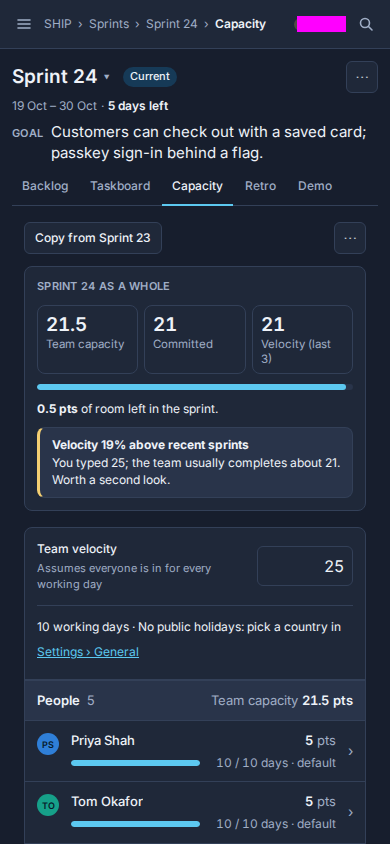 SHIP › Sprints › Sprint 24 › Capacity
Sprint 24 ▾ Current ...
19 Oct – 30 Oct · 5 days left
GOAL Customers can check out with a saved card;
passkey sign-in behind a flag.
Backlog Taskboard Capacity Retro Demo
Copy from Sprint 23 ...
SPRINT 24 AS A WHOLE
21.5 21 21
Team capacity Committed Velocity (last
3)
0.5 pts of room left in the sprint.
Velocity 19% above recent sprints
You typed 25; the team usually completes about 21.
Worth a second look.
Team velocity
Assumes everyone is in for every
working day
25
10 working days · No public holidays: pick a country in
Settings › General
People 5 Team capacity 21.5 pts
PS Priya Shah 5 pts ›
10 / 10 days · default
TO Tom Okafor 5 pts ›
10 / 10 days · default